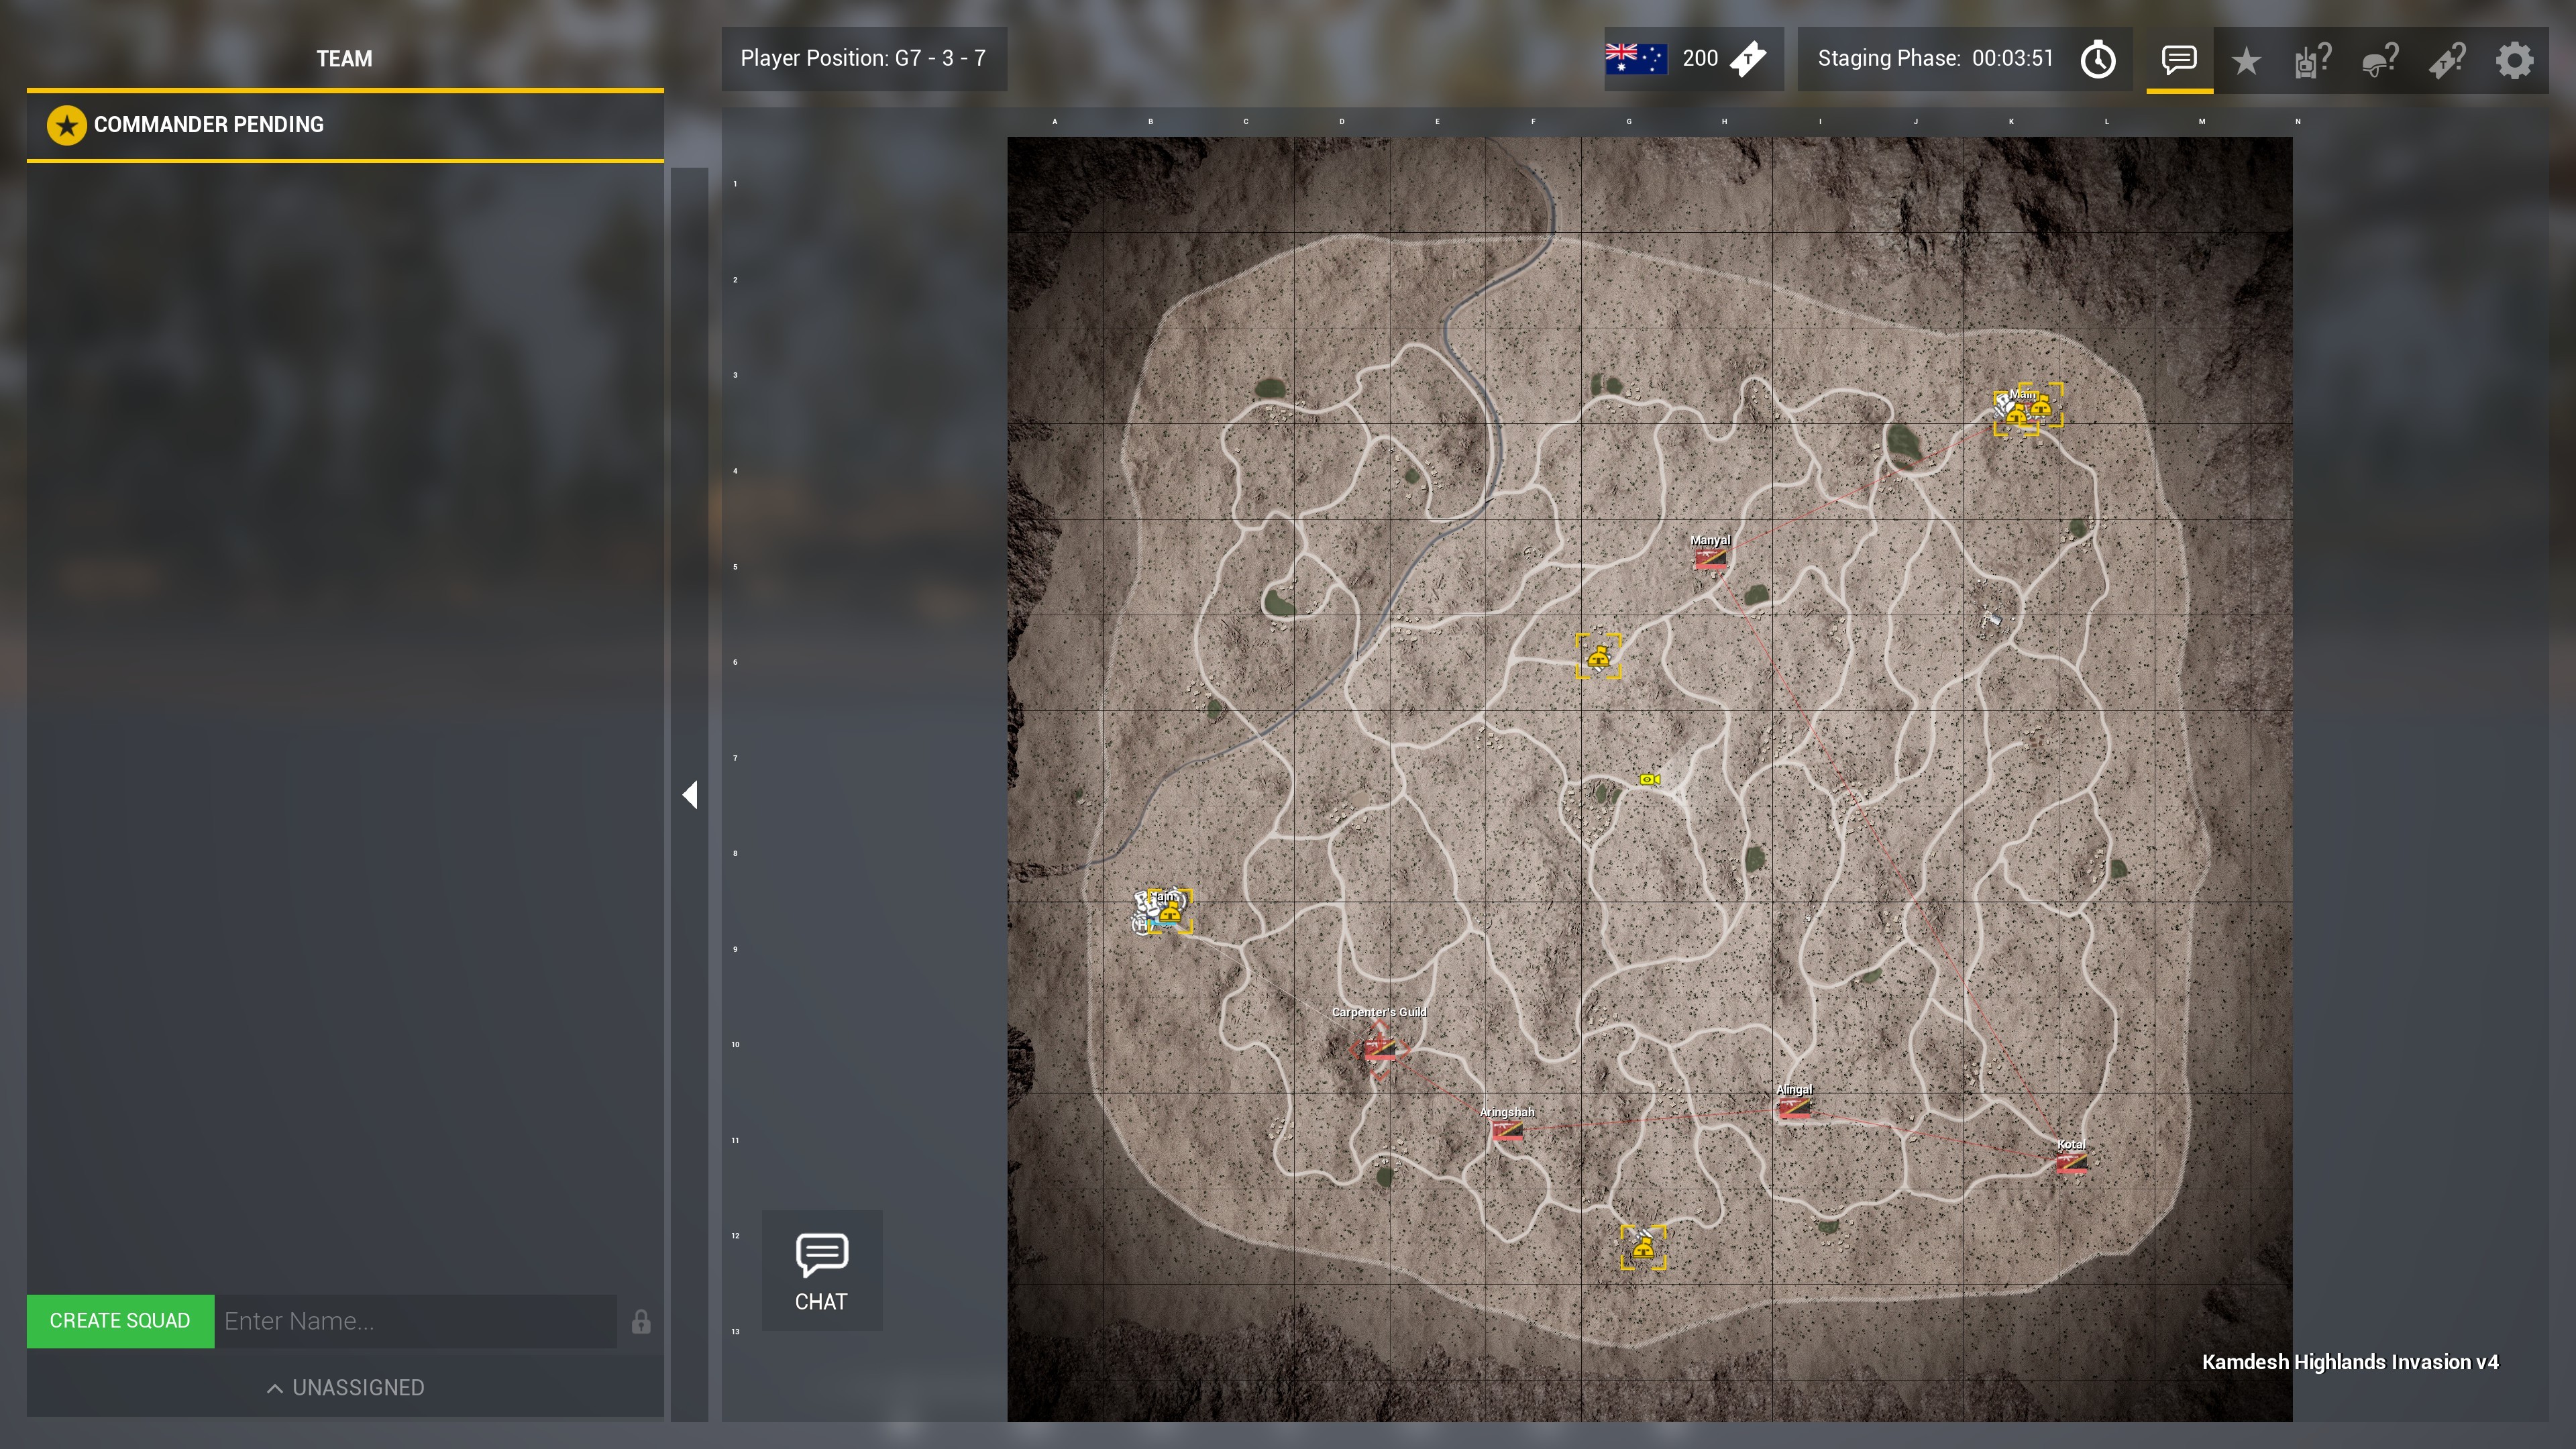 TEAM
COMMANDER PENDING
Player Position: G7 - 3 - 7
200
Staging Phase: 00:03:51
A B C D E F G H I J K L M N
1
2
3
4
5
6
7
8
9
10
11
12
13
Main
Manyal
Carpenter's Guild
Alingal
Aringshah
Kotal
CHAT
CREATE SQUAD
Enter Name...
UNASSIGNED
Kamdesh Highlands Invasion v4